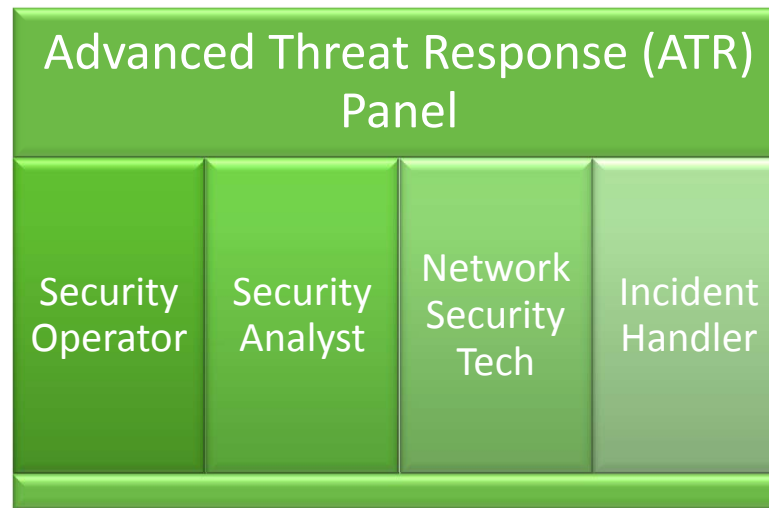 Advanced Threat Response (ATR)
Panel
Security
Operator
Security
Analyst
Network
Security
Tech
Incident
Handler